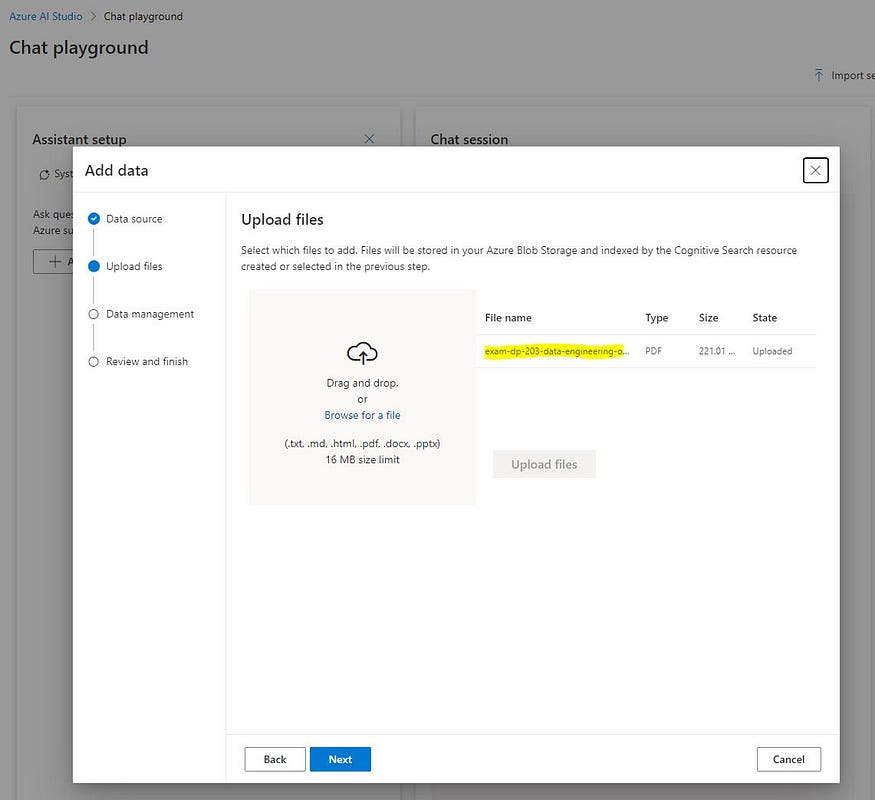 Azure AI Studio > Chat playground
Chat playground
Import se
Assistant setup
Chat session
Syst
Ask ques
Azure su
A
Add data
Data source
Upload files
Data management
Review and finish
Upload files
Select which files to add. Files will be stored in your Azure Blob Storage and indexed by the Cognitive Search resource
created or selected in the previous step.
Drag and drop.
or
Browse for a file
(.txt, .md, .html, .pdf, .docx, .pptx)
16 MB size limit
File name Type Size State
exam-dp-203-data-engineering-o... PDF 221.01 ... Uploaded
Upload files
Back Next Cancel